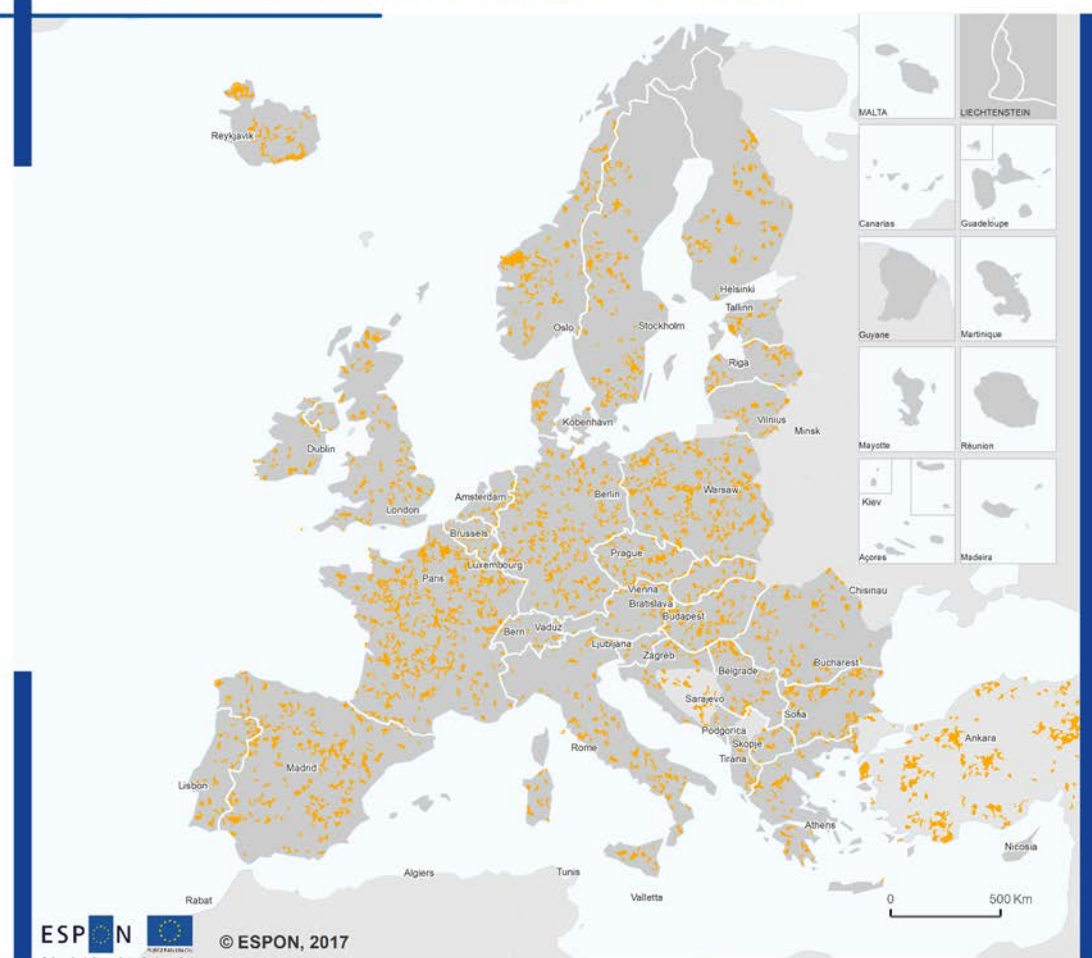 MALTA
LIECHTENSTEIN
Reykjavik
Canarias
Guadeloupe
Helsinki
Tallinn
Oslo
Stockholm
Guyane
Martinique
Riga
København
Vilnius
Minsk
Dublin
Mayotte
Réunion
Amsterdam
Berlin
Warsaw
London
Kiev
Brussels
Prague
Luxembourg
Açores
Madeira
Paris
Vienna
Chisinau
Bratislava
Budapest
Bern
Vaduz
Ljubljana
Zagreb
Bucharest
Belgrade
Sarajevo
Sofia
Podgorica
Ankara
Rome
Skopje
Madrid
Tirana
Lisbon
Athens
Nicosia
Algiers
Tunis
Valletta
Rabat
0 500 Km
ESPON
© ESPON, 2017